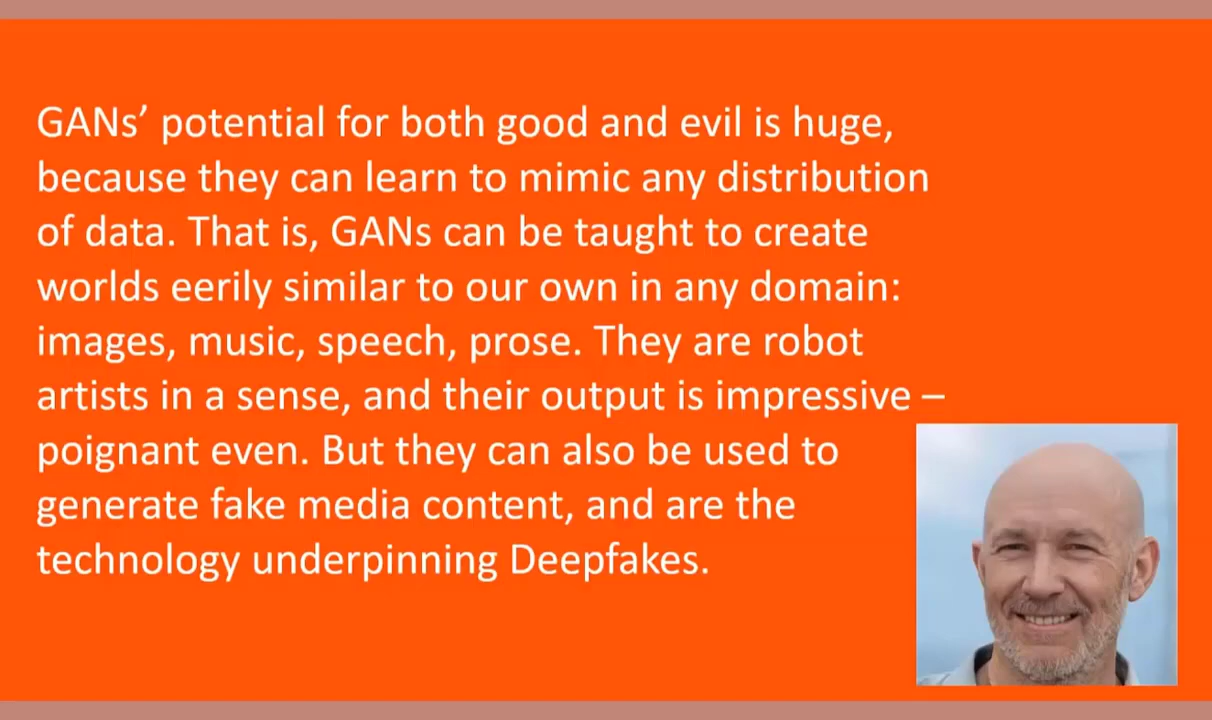 GANs’ potential for both good and evil is huge,
because they can learn to mimic any distribution
of data. That is, GANs can be taught to create
worlds eerily similar to our own in any domain:
images, music, speech, prose. They are robot
artists in a sense, and their output is impressive –
poignant even. But they can also be used to
generate fake media content, and are the
technology underpinning Deepfakes.